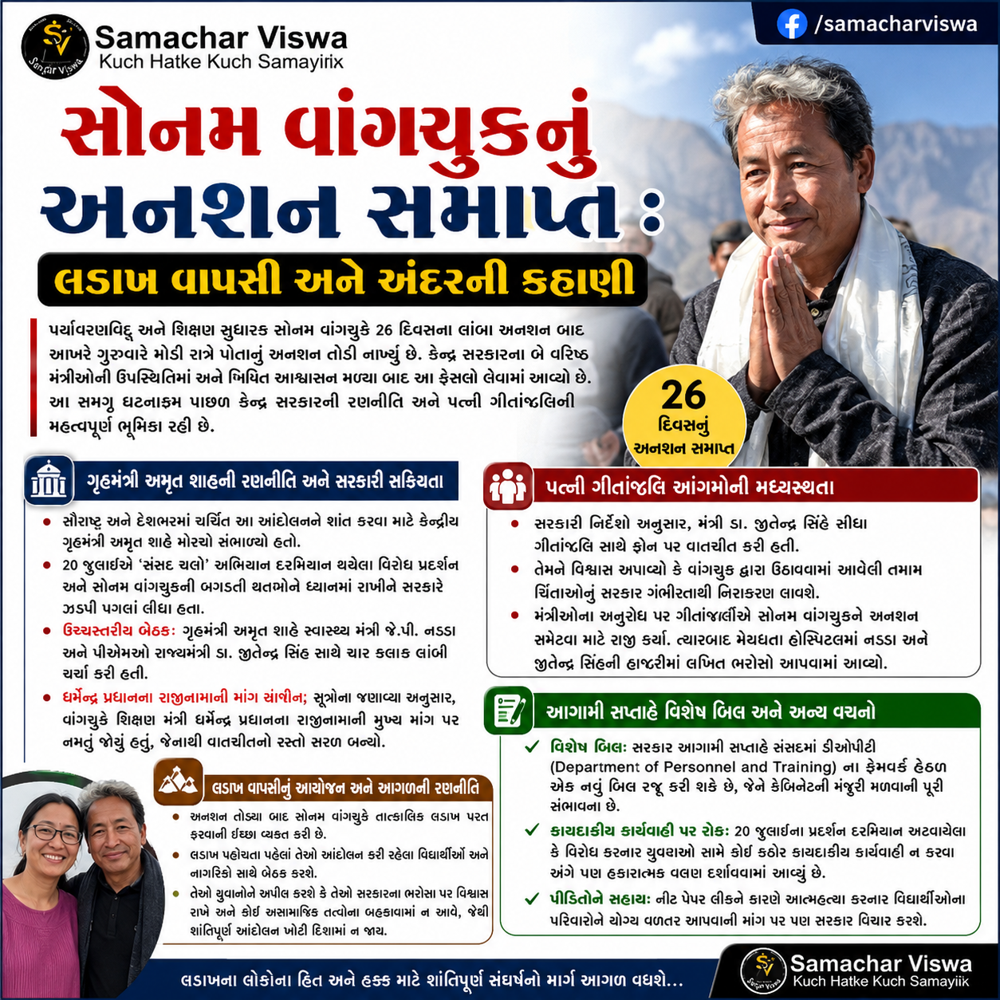 Samachar Viswa
Kuch Hatke Kuch Samayirix
/samacharviswa
સોનમ વાંગચુકનું
અનશન સમાપ્ત :
લડાખ વાપસી અને અંદરની કહાણી
પર્યાવરણવિદૂ અને શિક્ષણ સુધારક સોનમ વાંગચુકે 26 દિવસના લાંબા અનશન બાદ
આખરે ગુરુવારે મોડી રાત્રે પોતાનું અનશન તોડી નાખ્યું છે. કેન્દ્ર સરકારના બે વરિષ્ઠ
મંત્રીઓની ઉપસ્થિતિમાં અને બિયિત આશ્વાસન મળ્યા બાદ આ ફેસલો લેવામાં આવ્યો છે.
આ સમગૃ ઘટનાફમ પાછળ કેન્દ્ર સરકારની રણનીતિ અને પત્ની ગીતાંજલિની
મહત્વપૂર્ણ ભૂમિકા રહી છે.
26
દિવસનું
અનશન સમાપ્ત
ગૃહમંત્રી અમૃત શાહની રણનીતિ અને સરકારી સક્રિયતા
સૌરાષ્ટ્ર અને દેશભરમાં ચર્ચિત આ આંદોલનને શાંત કરવા માટે કેન્દ્રીય
ગૃહમંત્રી અમૃત શાહે મોરચો સંભાળ્યો હતો.
20 જુલાઈએ ‘સંસદ ચલો’ અભિયાન દરમિયાન થયેલા વિરોધ પ્રદર્શન
અને સોનમ વાંગચુકની બગડતી ધ્યાનમાં રાખીને સરકારે
ઝડપી પગલાં લીધા હતા.
ઉચ્ચસ્તરીય બેઠક: ગૃહમંત્રી અમૃત શાહે સ્વાસ્થ્ય મંત્રી જે.પી. નડડા
અને પીએમઓ રાજ્યમંત્રી ડા. જીતેન્દ્ર સિંહ સાથે ચાર કલાક લાંબી
ચર્ચા કરી હતી.
ધર્મેન્દ્ર પ્રધાનના રાજીનામાની માંગ સૂત્રોના જણાવ્યા અનુસાર,
વાંગચુકે શિક્ષણ મંત્રી ધર્મેન્દ્ર પ્રધાનના રાજીનામાની મુખ્ય માંગ પર
નમતું જોયું હતું, જેનાથી વાતચીતનો રસ્તો સરળ બન્યો.
પત્ની ગીતાંજલિ આંગમોની મધ્યસ્થતા
સરકારી નિર્દેશો અનુસાર, મંત્રી ડા. જીતેન્દ્ર સિંહે સીધા
ગીતાંજલિ સાથે ફોન પર વાતચીત કરી હતી.
તેમને વિશ્વાસ અપાવ્યો કે વાંગચુક દ્વારા ઉઠાવવામાં આવેલી તમામ
ચિંતાઓનું સરકાર ગંભીરતાથી નિરાકરણ લાવશે.
મંત્રીઓના અનુરોધ પર સોનમ વાંગચુકને અનશન
સમેટવા માટે રાજી કર્યા. ત્યારબાદ મેચધતા હોસ્પિટલમાં નડડા અને
જીતેન્દ્ર સિંહની હાજરીમાં લખિત ભરોસો આપવામાં આવ્યો.
આગામી સપ્તાહે વિશેષ બિલ અને અન્ય વચનો
વિશેષ બિલ: સરકાર આગામી સપ્તાહે સંસદમાં ડીઓપીટી
(Department of Personnel and Training) ના ફેમવર્ક હેઠળ
એક નવું બિલ રજૂ કરી શકે છે, જેને કેબિનેટની મંજુરી મળવાની પૂરી
સંભાવના છે.
કાયદાકીય કાર્યવાહી પર રોક: 20 જુલાઈના પ્રદર્શન દરમિયાન અટવાયેલા
કે વિરોધ કરનાર યુવરાઓ સામે કોઈ કઠોર કાયદાકીય કાર્યવાહી ન કરવા
અંગે પણ હકારાત્મક વલણ દર્શાવવામાં આવ્યું છે.
પીડિતોને સહાય: નીટ પેપર લીકને કારણે આત્મહત્યા કરનાર વિદ્યાર્થીઓના
પરિવારોને યોગ્ય વળતર આપવાની માંગ પર પણ સરકાર વિચાર કરશે.
લડાખ વાપસીનું આયોજન અને આગળની રણનીતિ
અનશન તોડ્યા બાદ સોનમ વાંગચુકે તાત્કાલિક લડાખ પરત
ફરવાની ઈચ્છા વ્યક્ત કરી છે.
લડાખ પહોચતા પહેલાં તેઓ આંદોલન કરી રહેલા વિદ્યાર્થીઓ અને
નાગરિકો સાથે બેઠક કરશે.
તેઓ યુવાનોને અપીલ કરશે કે તેઓ સરકારના ભરોસા પર વિશ્વાસ
રાખે અને કોઈ અસામાજિક તત્વોના બહકાવામાં ન આવે, જેથી
શાંતિપૂર્ણ આંદોલન ખોટી દિશામાં ન જાય.
લડાખના લોકોના હિત અને હક્ક માટે શાંતિપૂર્ણ સંઘર્ષનો માર્ગ આગળ વધશે...
Samachar Viswa
Kuch Hatke Kuch Samayiik